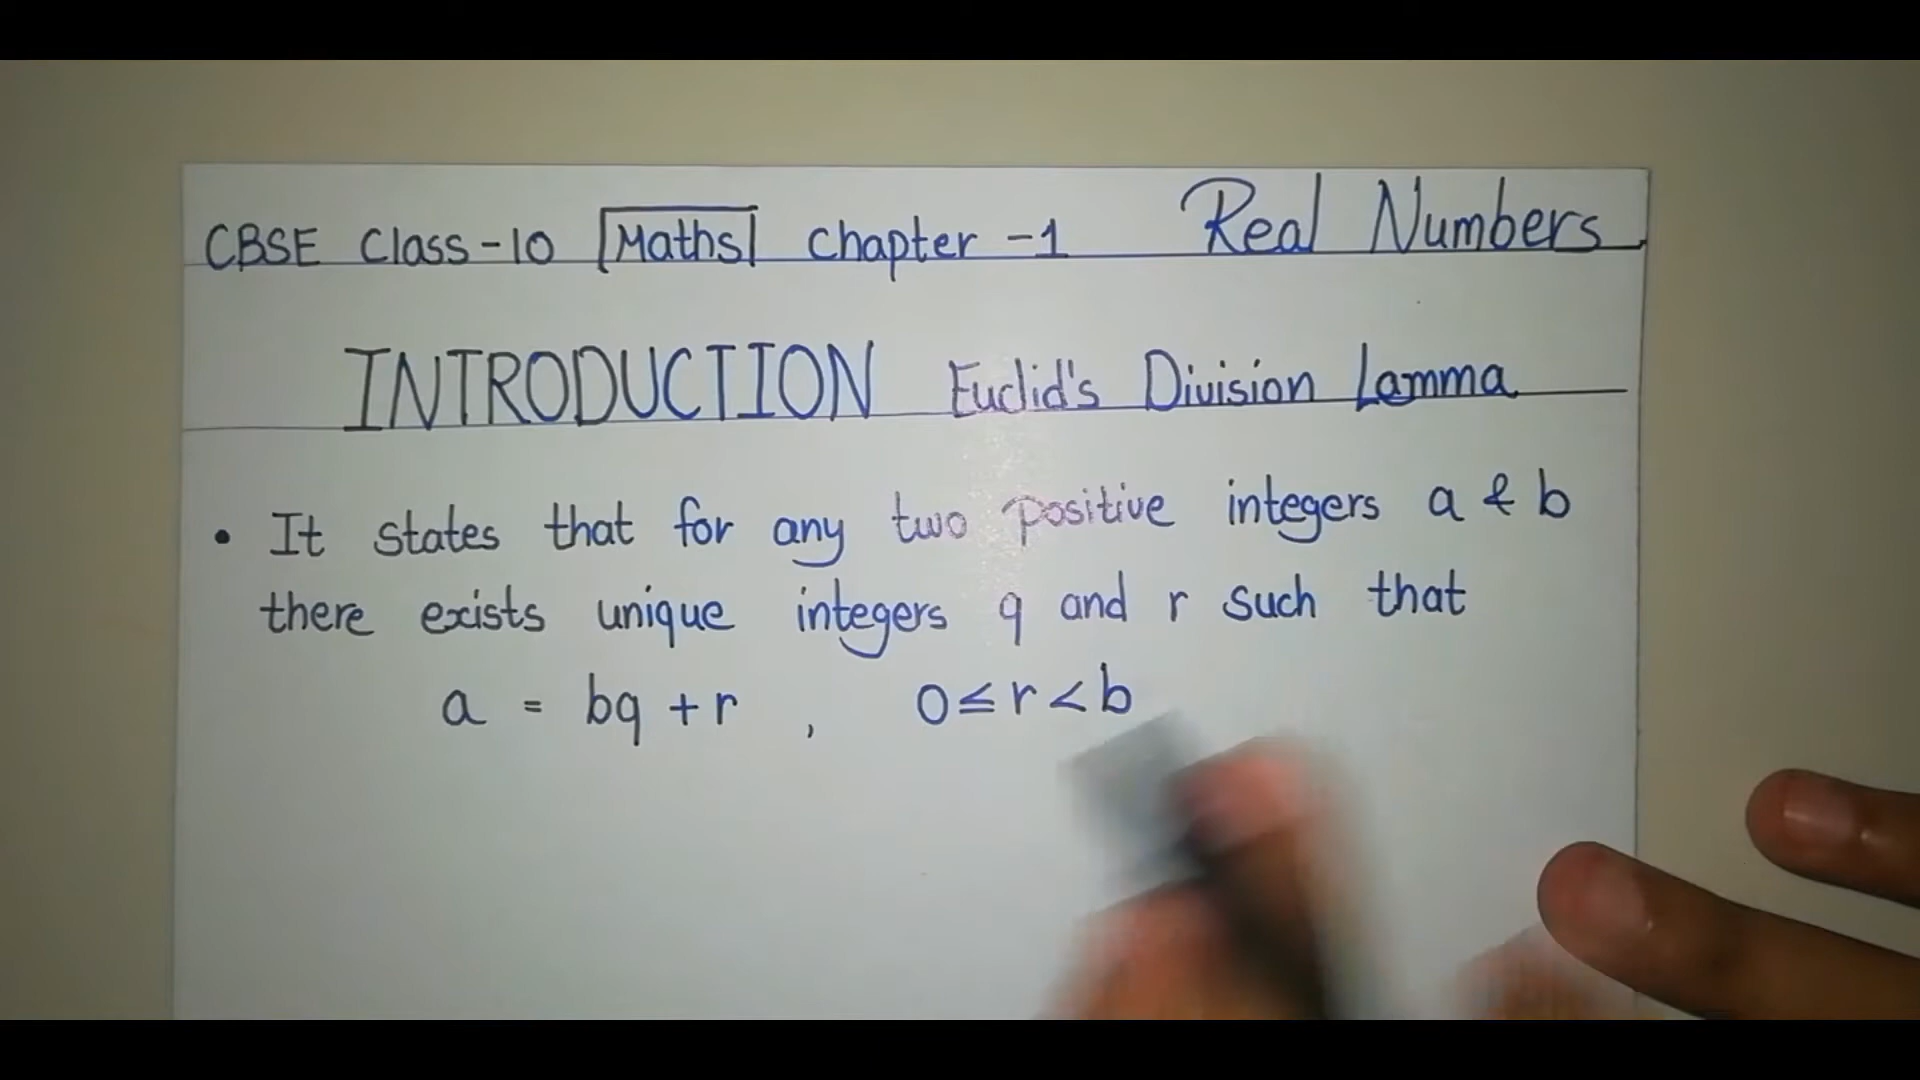 CBSE Class-10 Maths Chapter -1 Real Numbers
INTRODUCTION Euclid's Division Lamma
• It states that for any two positive integers a & b
there exists unique integers q and r such that
a = bq + r , 0 ≤ r < b